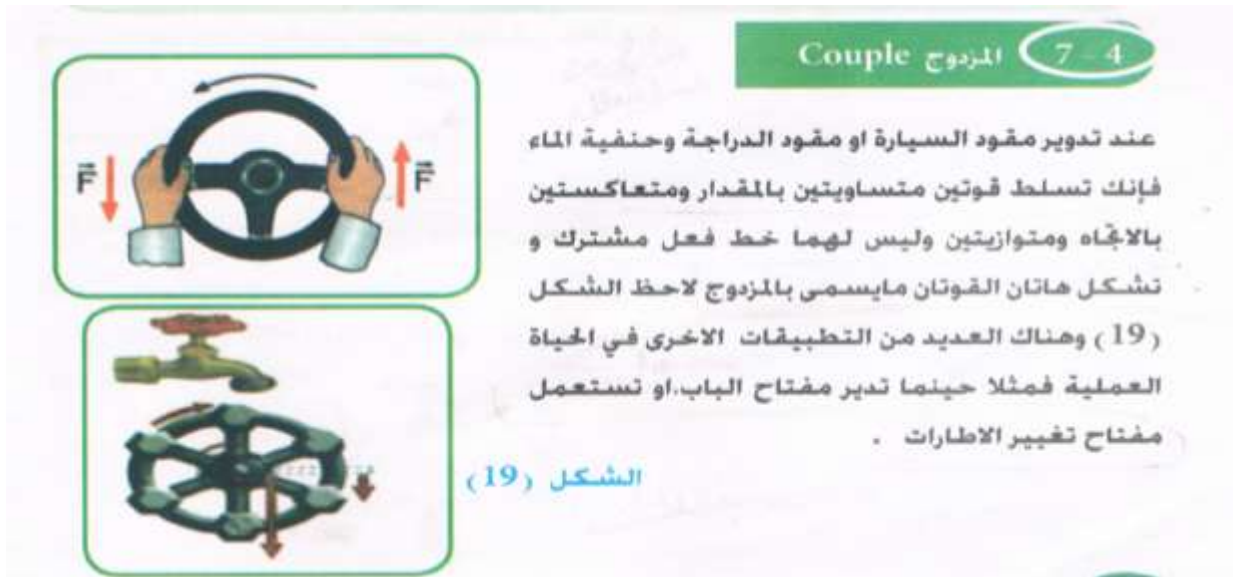 7 - 4 المزدوج Couple
عند تدوير مقود السيارة او مقود الدراجة وحنفية الماء
فإنك تسلط قوتين متساويتين بالمقدار ومتعاكستين
بالاتجاه ومتوازيتين وليس لهما خط فعل مشترك و
تشكل هاتان القوتان مايسمى بالمزدوج لاحظ الشكل
(19) وهناك العديد من التطبيقات الاخرى في الحياة
العملية فمثلا حينما تدير مفتاح الباب.او تستعمل
مفتاح تغيير الاطارات .
الشكل (19)
F
F